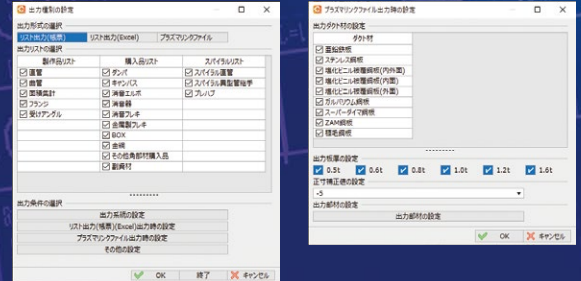 出力種別の設定
出力形式の選択
リスト出力(帳票) リスト出力(Excel) プラズマリンクファイル
出力リストの選択
製作品リスト 購入品リスト スパイラルリスト
直管 ダンパ スパイラル直管
曲管 キャンバス スパイラル異型管継手
面積集計 消音エルボ プレハブ
フランジ 消音器
受けアングル 消音フレキ
金属製フレキ
BOX
金網
その他角部材購入品
副資材
出力条件の選択
出力系統の設定
リスト出力(帳票)(Excel)出力時の設定
プラズマリンクファイル出力時の設定
その他の設定
OK 終了 キャンセル
プラズマリンクファイル出力時の設定
出力ダクト材の設定
ダクト材
亜鉛鉄板
ステンレス鋼板
塩化ビニル被覆鋼板(内外面)
塩化ビニル被覆鋼板(内面)
塩化ビニル被覆鋼板(外面)
ガルバリウム鋼板
スーパーダイマ鋼板
ZAM鋼板
出力板厚の設定
0.5t 0.6t 0.8t 1.0t 1.2t 1.6t
正寸補正値の設定
-5
出力部材の設定
出力部材の設定
OK キャンセル